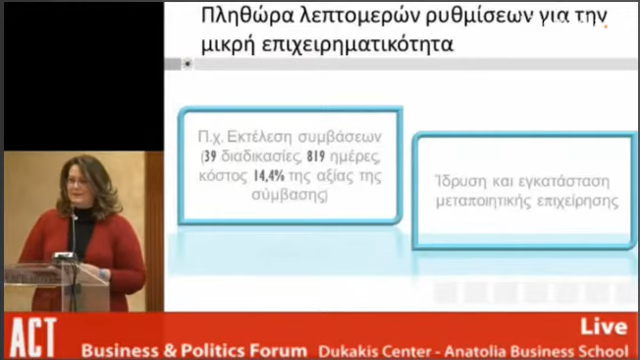 Πληθώρα λεπτομερών ρυθμίσεων για την
μικρή επιχειρηματικότητα
Π.χ. Εκτέλεση συμβάσεων
(39 διαδικασίες, 819 ημέρες,
κόστος 14,4% της αξίας της
σύμβασης)
Ίδρυση και εγκατάσταση
μεταποιητικής επιχείρησης
Live
ACT
Business & Politics Forum Dukakis Center - Anatolia Business School